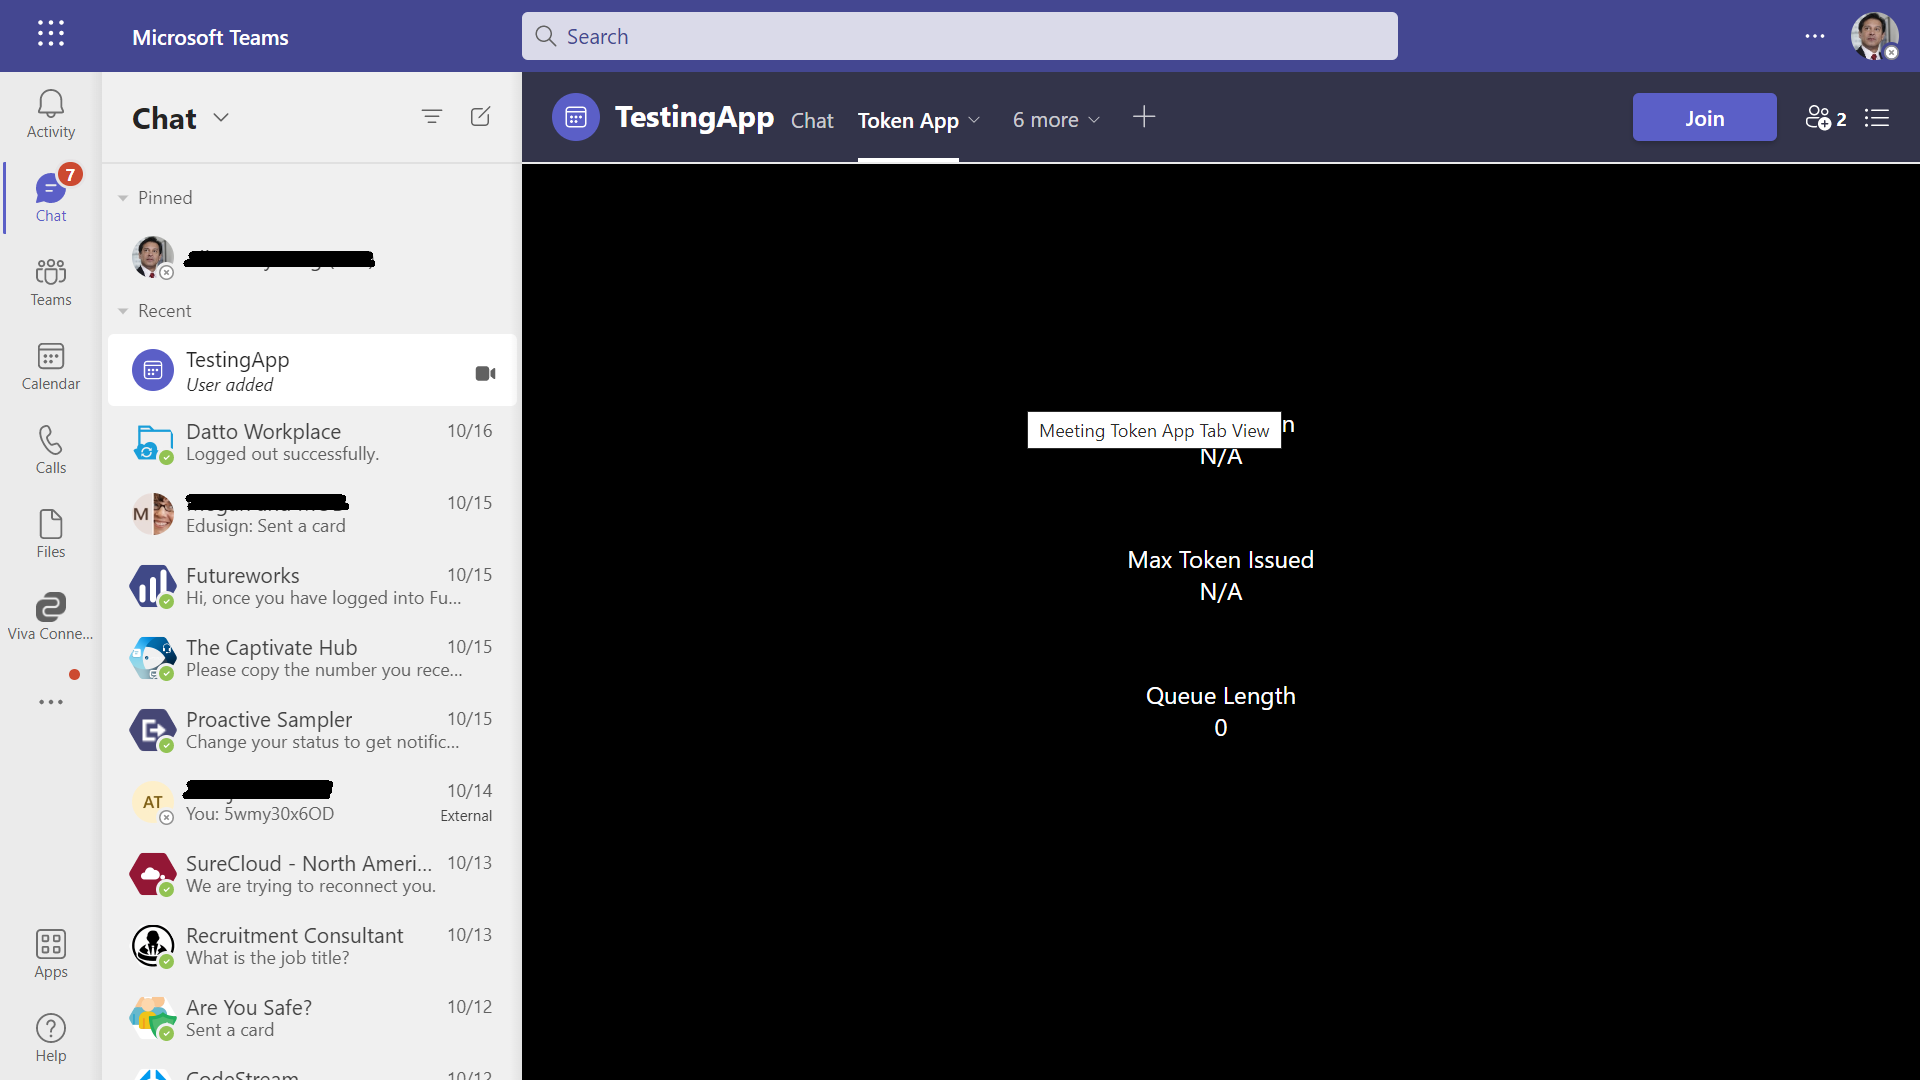 Microsoft Teams
Search
Activity
7
Chat
Teams
Calendar
Calls
Files
Viva Conne...
Apps
Help
Chat
Pinned
Recent
TestingApp
User added
Datto Workplace 10/16
Logged out successfully.
M
10/15
Edusign: Sent a card
Futureworks 10/15
Hi, once you have logged into Fu...
The Captivate Hub 10/15
Please copy the number you rece...
Proactive Sampler 10/15
Change your status to get notific...
AT
10/14
You: 5wmy30x6OD External
SureCloud - North Ameri... 10/13
We are trying to reconnect you.
Recruitment Consultant 10/13
What is the job title?
Are You Safe? 10/12
Sent a card
CodeStream 10/12
TestingApp Chat Token App 6 more
Join
2
Meeting Token App Tab View
N/A
Max Token Issued
N/A
Queue Length
0